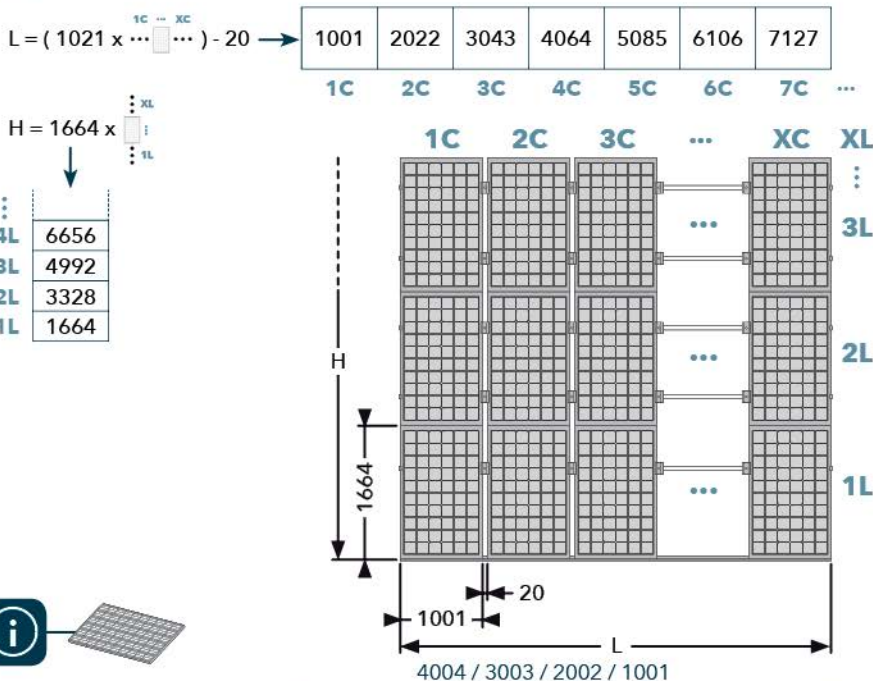 1C ... XC
L = ( 1021 x ... ... ) - 20
1001 2022 3043 4064 5085 6106 7127
1C 2C 3C 4C 5C 6C 7C ...
XL
H = 1664 x
1L
1C 2C 3C ... XC XL
4L 6656
3L 4992
2L 3328
1L 1664
... 3L
H
... 2L
1664
... 1L
20
1001
L
i
4004 / 3003 / 2002 / 1001